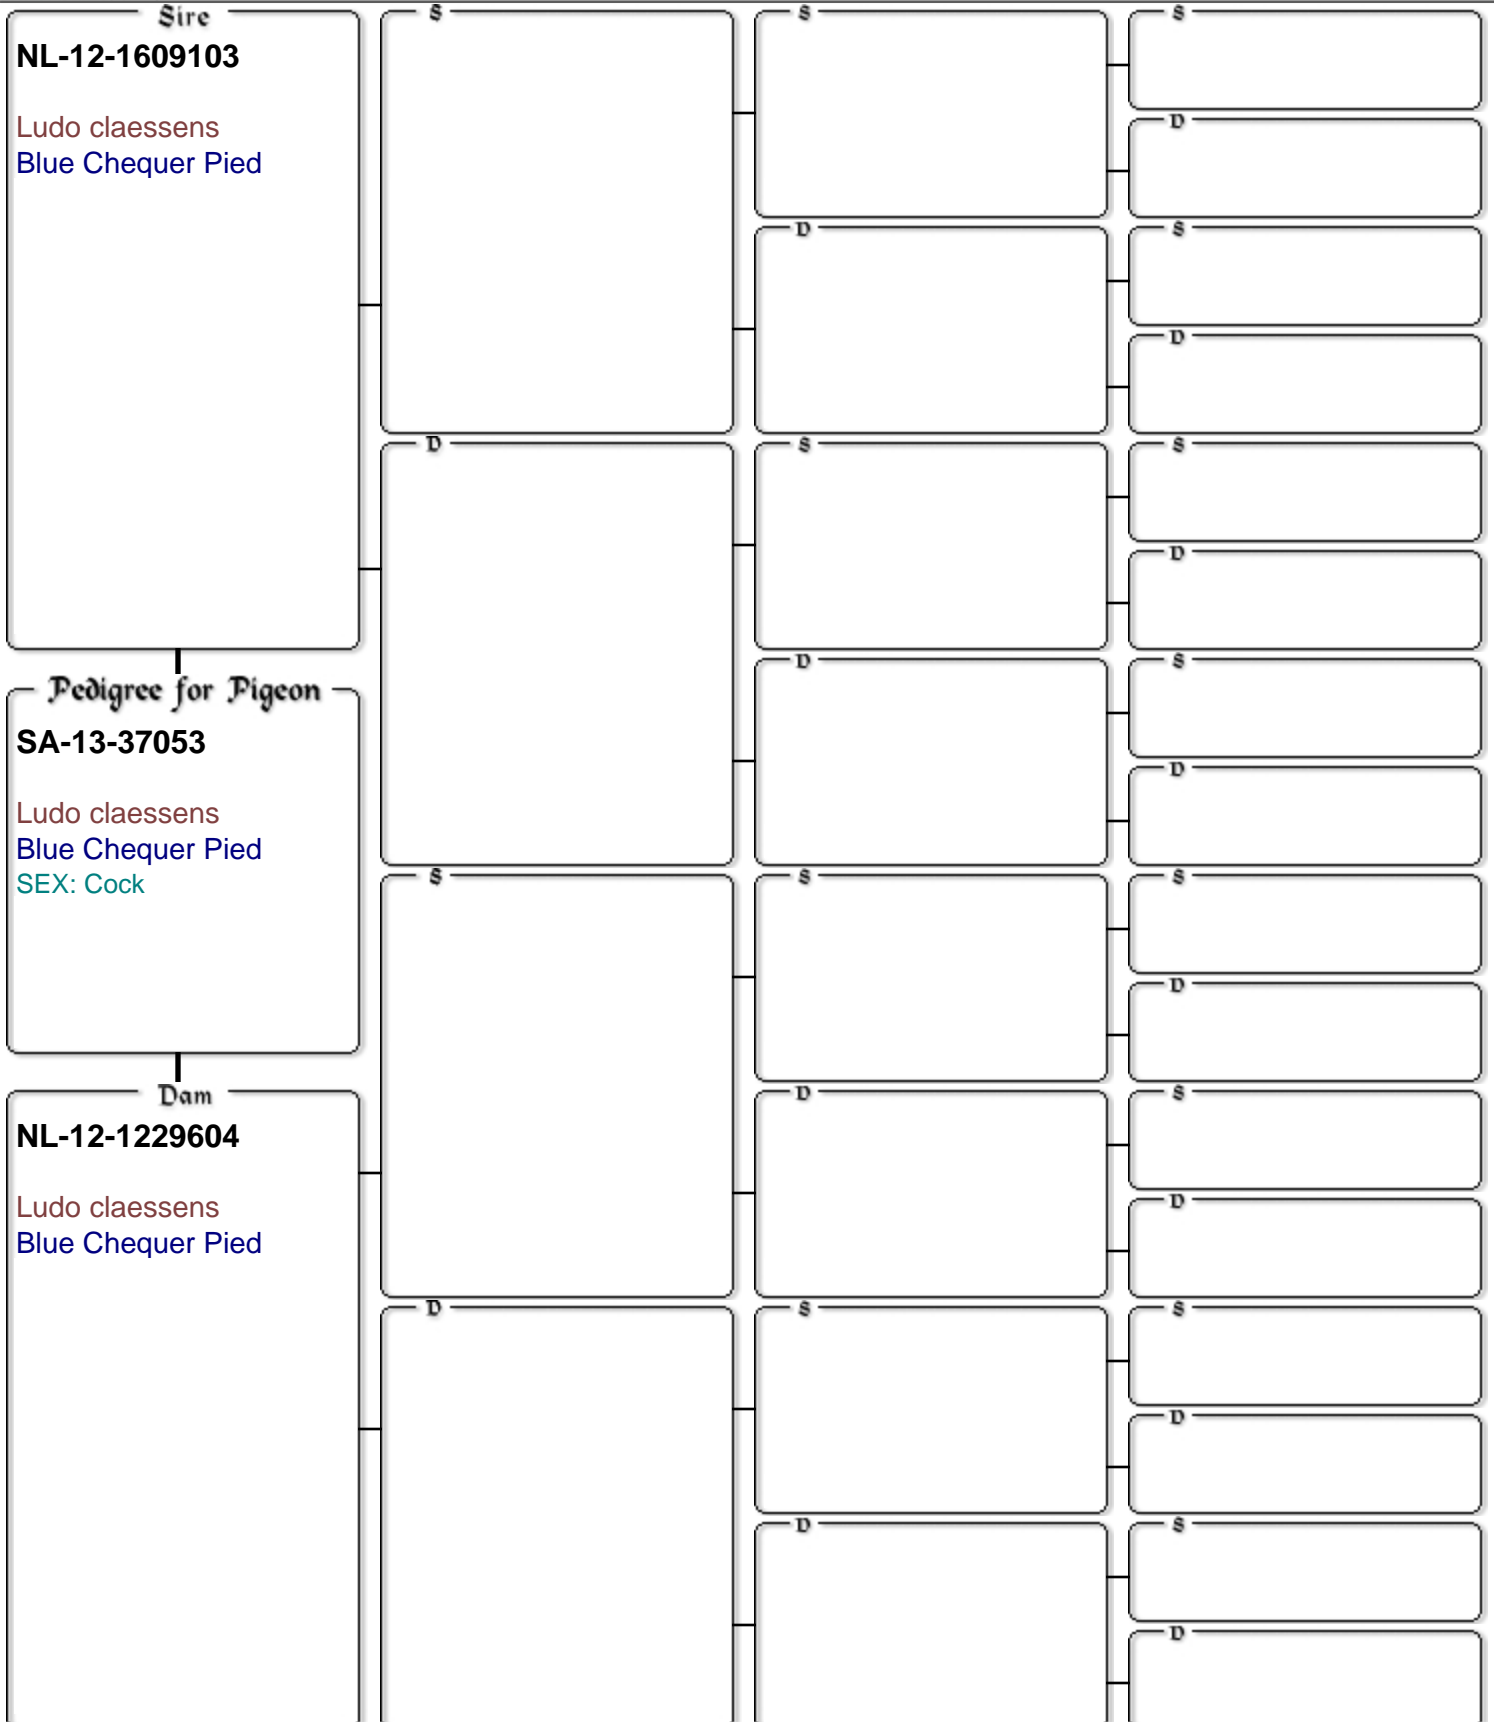 Sire
NL-12-1609103
Ludo claessens
Blue Chequer Pied
Pedigree for Pigeon
SA-13-37053
Ludo claessens
Blue Chequer Pied
SEX: Cock
Dam
NL-12-1229604
Ludo claessens
Blue Chequer Pied
S
D
S
D
S
D
S
D
S
D
S
D
S
D
S
D
S
D
S
D
S
D
S
D
S
D
S
D